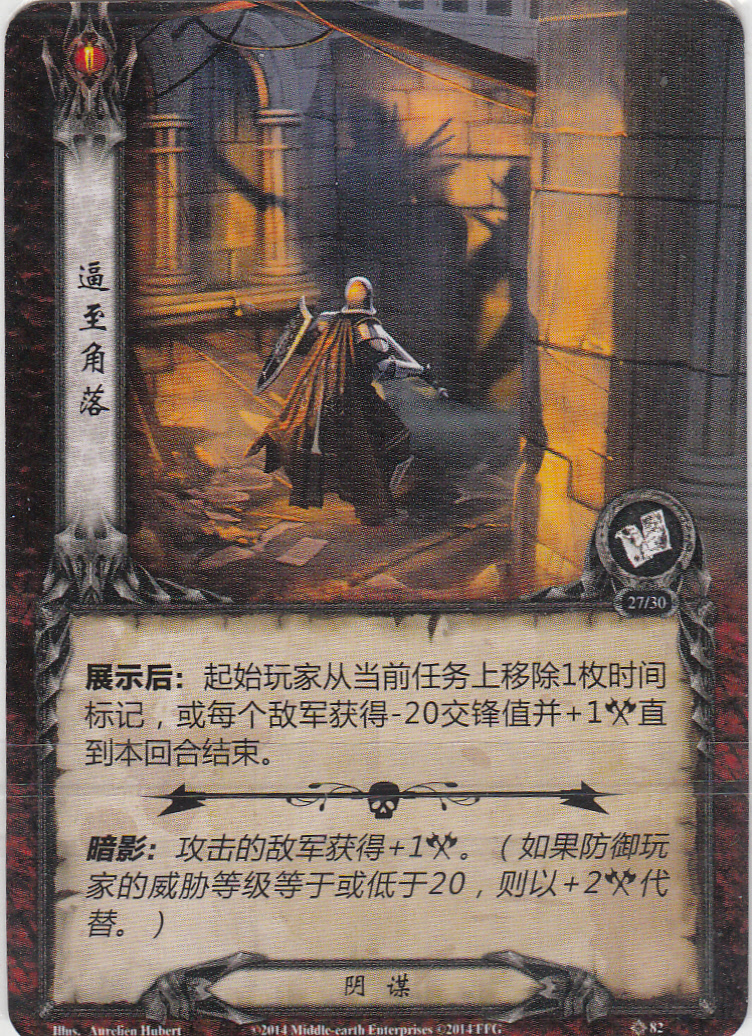 逼至角落
27/30
展示后：起始玩家从当前任务上移除1枚时间
标记，或每个敌军获得-20交锋值并+1直
到本回合结束。
暗影：攻击的敌军获得+1。（如果防御玩
家的威胁等级等于或低于20，则以+2代
替。）
阴谋
Illus. Aurelien Hubert ©2014 Middle-earth Enterprises ©2014 FFG 82